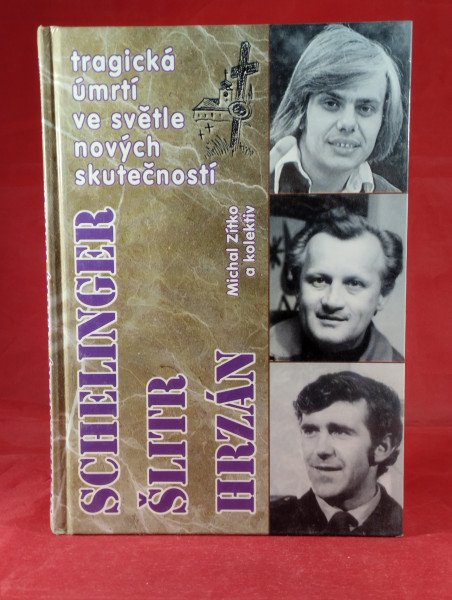 tragická
úmrtí
ve světle
nových
skutečností
Michal Zítko
a kolektiv
SCHELINGER
ŠLITR
HRZÁN